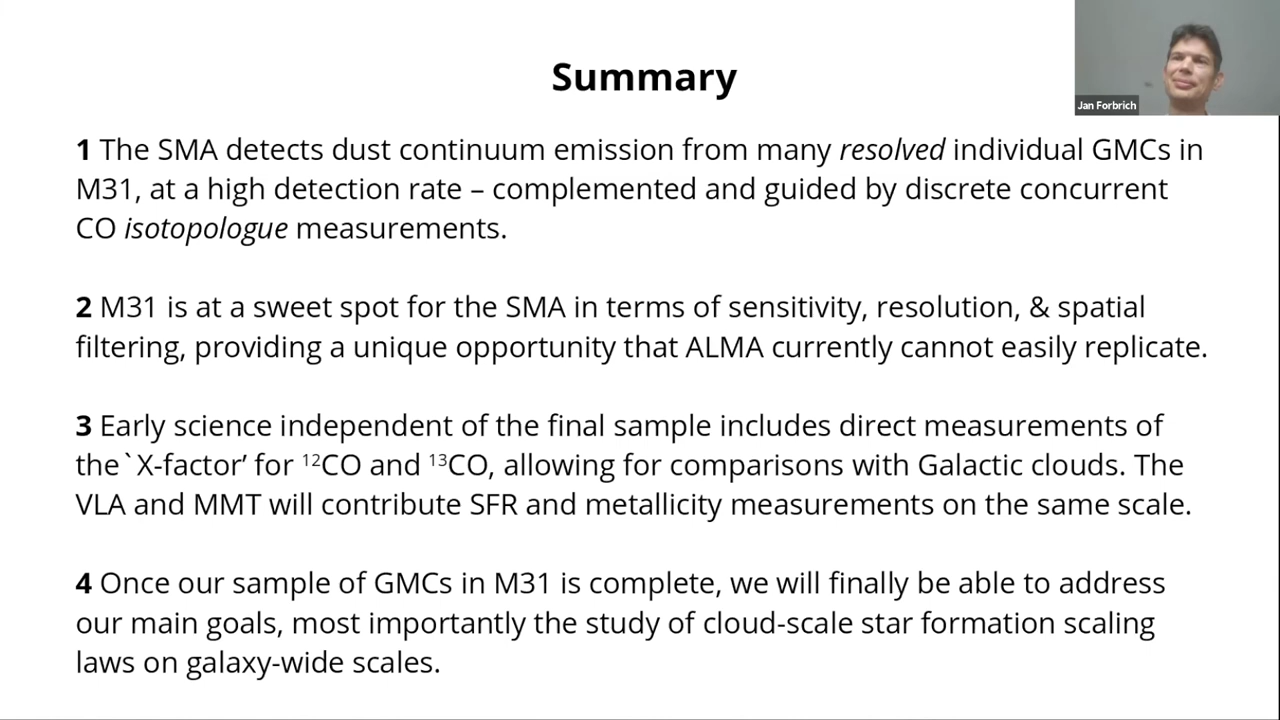 Summary
Jan Forbrich
1 The SMA detects dust continuum emission from many resolved individual GMCs in
M31, at a high detection rate – complemented and guided by discrete concurrent
CO isotopologue measurements.
2 M31 is at a sweet spot for the SMA in terms of sensitivity, resolution, & spatial
filtering, providing a unique opportunity that ALMA currently cannot easily replicate.
3 Early science independent of the final sample includes direct measurements of
the ` X-factor’ for ¹²CO and ¹³CO, allowing for comparisons with Galactic clouds. The
VLA and MMT will contribute SFR and metallicity measurements on the same scale.
4 Once our sample of GMCs in M31 is complete, we will finally be able to address
our main goals, most importantly the study of cloud-scale star formation scaling
laws on galaxy-wide scales.